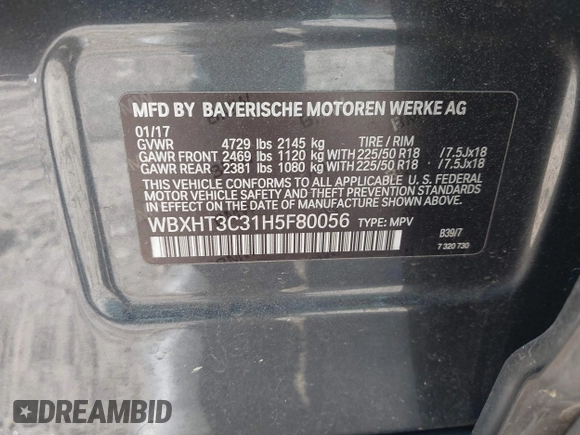 MFD BY BAYERISCHE MOTOREN WERKE AG
01/17
GVWR 4729 lbs 2145 kg TIRE / RIM
GAWR FRONT 2469 lbs 1120 kg WITH 225/50 R18 /7.5Jx18
GAWR REAR 2381 lbs 1080 kg WITH 225/50 R18 /7.5Jx18
THIS VEHICLE CONFORMS TO ALL APPLICABLE U. S. FEDERAL
MOTOR VEHICLE SAFETY AND THEFT PREVENTION STANDARDS
IN EFFECT ON THE DATE OF MANUFACTURE SHOWN ABOVE.
WBXHT3C31H5F80056 TYPE: MPV
B39/7
7 320 730
DREAMBID